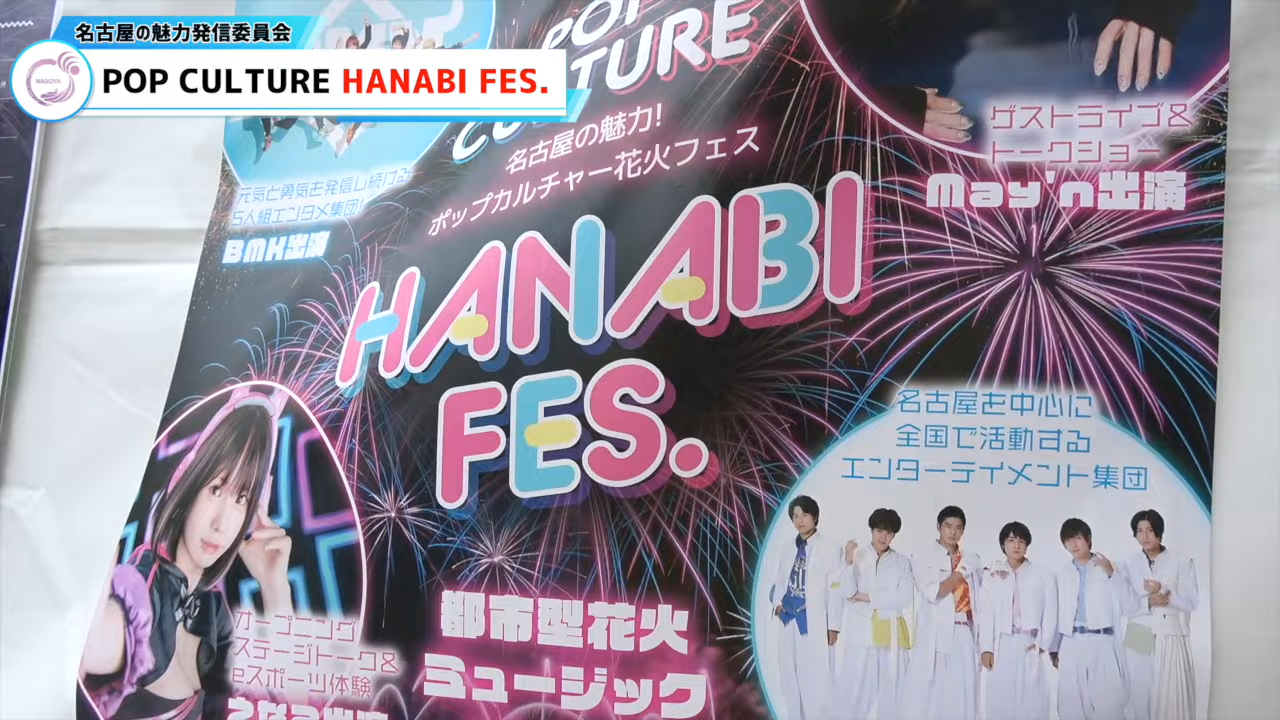 名古屋の魅力発信委員会
NAGOYA
POP CULTURE HANABI FES.
POP
CULTURE
名古屋の魅力!
ポップカルチャー花火フェス
HANABI
FES.
元気と勇気を発信し続ける
5人組エンタメ集団!
BMK出演
ゲストライブ&
トークショー
May'n出演
名古屋を中心に
全国で活動する
エンターテイメント集団
オープニング
ステージトーク&
eスポーツ体験
都市型花火
ミュージック